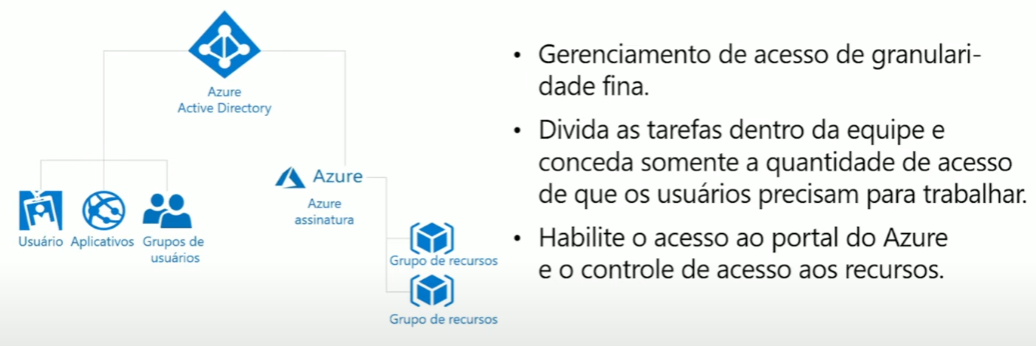 Azure
Active Directory
Usuário
Aplicativos
Grupos de
usuários
Azure
Azure
assinatura
Grupo de recursos
Grupo de recursos
• Gerenciamento de acesso de granulari-
dade fina.
• Divida as tarefas dentro da equipe e
conceda somente a quantidade de acesso
de que os usuários precisam para trabalhar.
• Habilite o acesso ao portal do Azure
e o controle de acesso aos recursos.